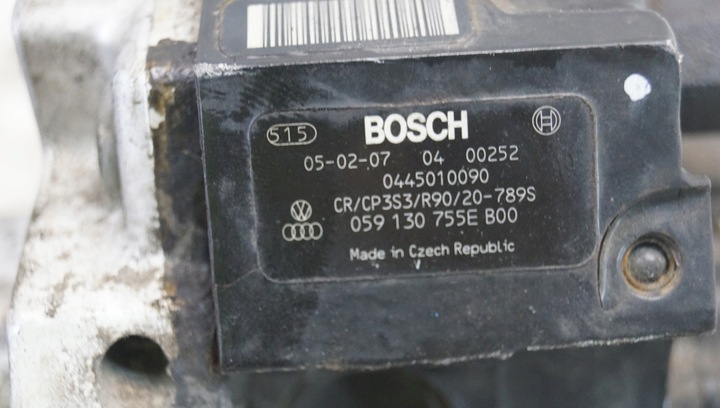 515
BOSCH
05-02-07 04 00252
0445010090
CR/CP3S3/R90/20-789S
059 130 755E B00
Made in Czech Republic